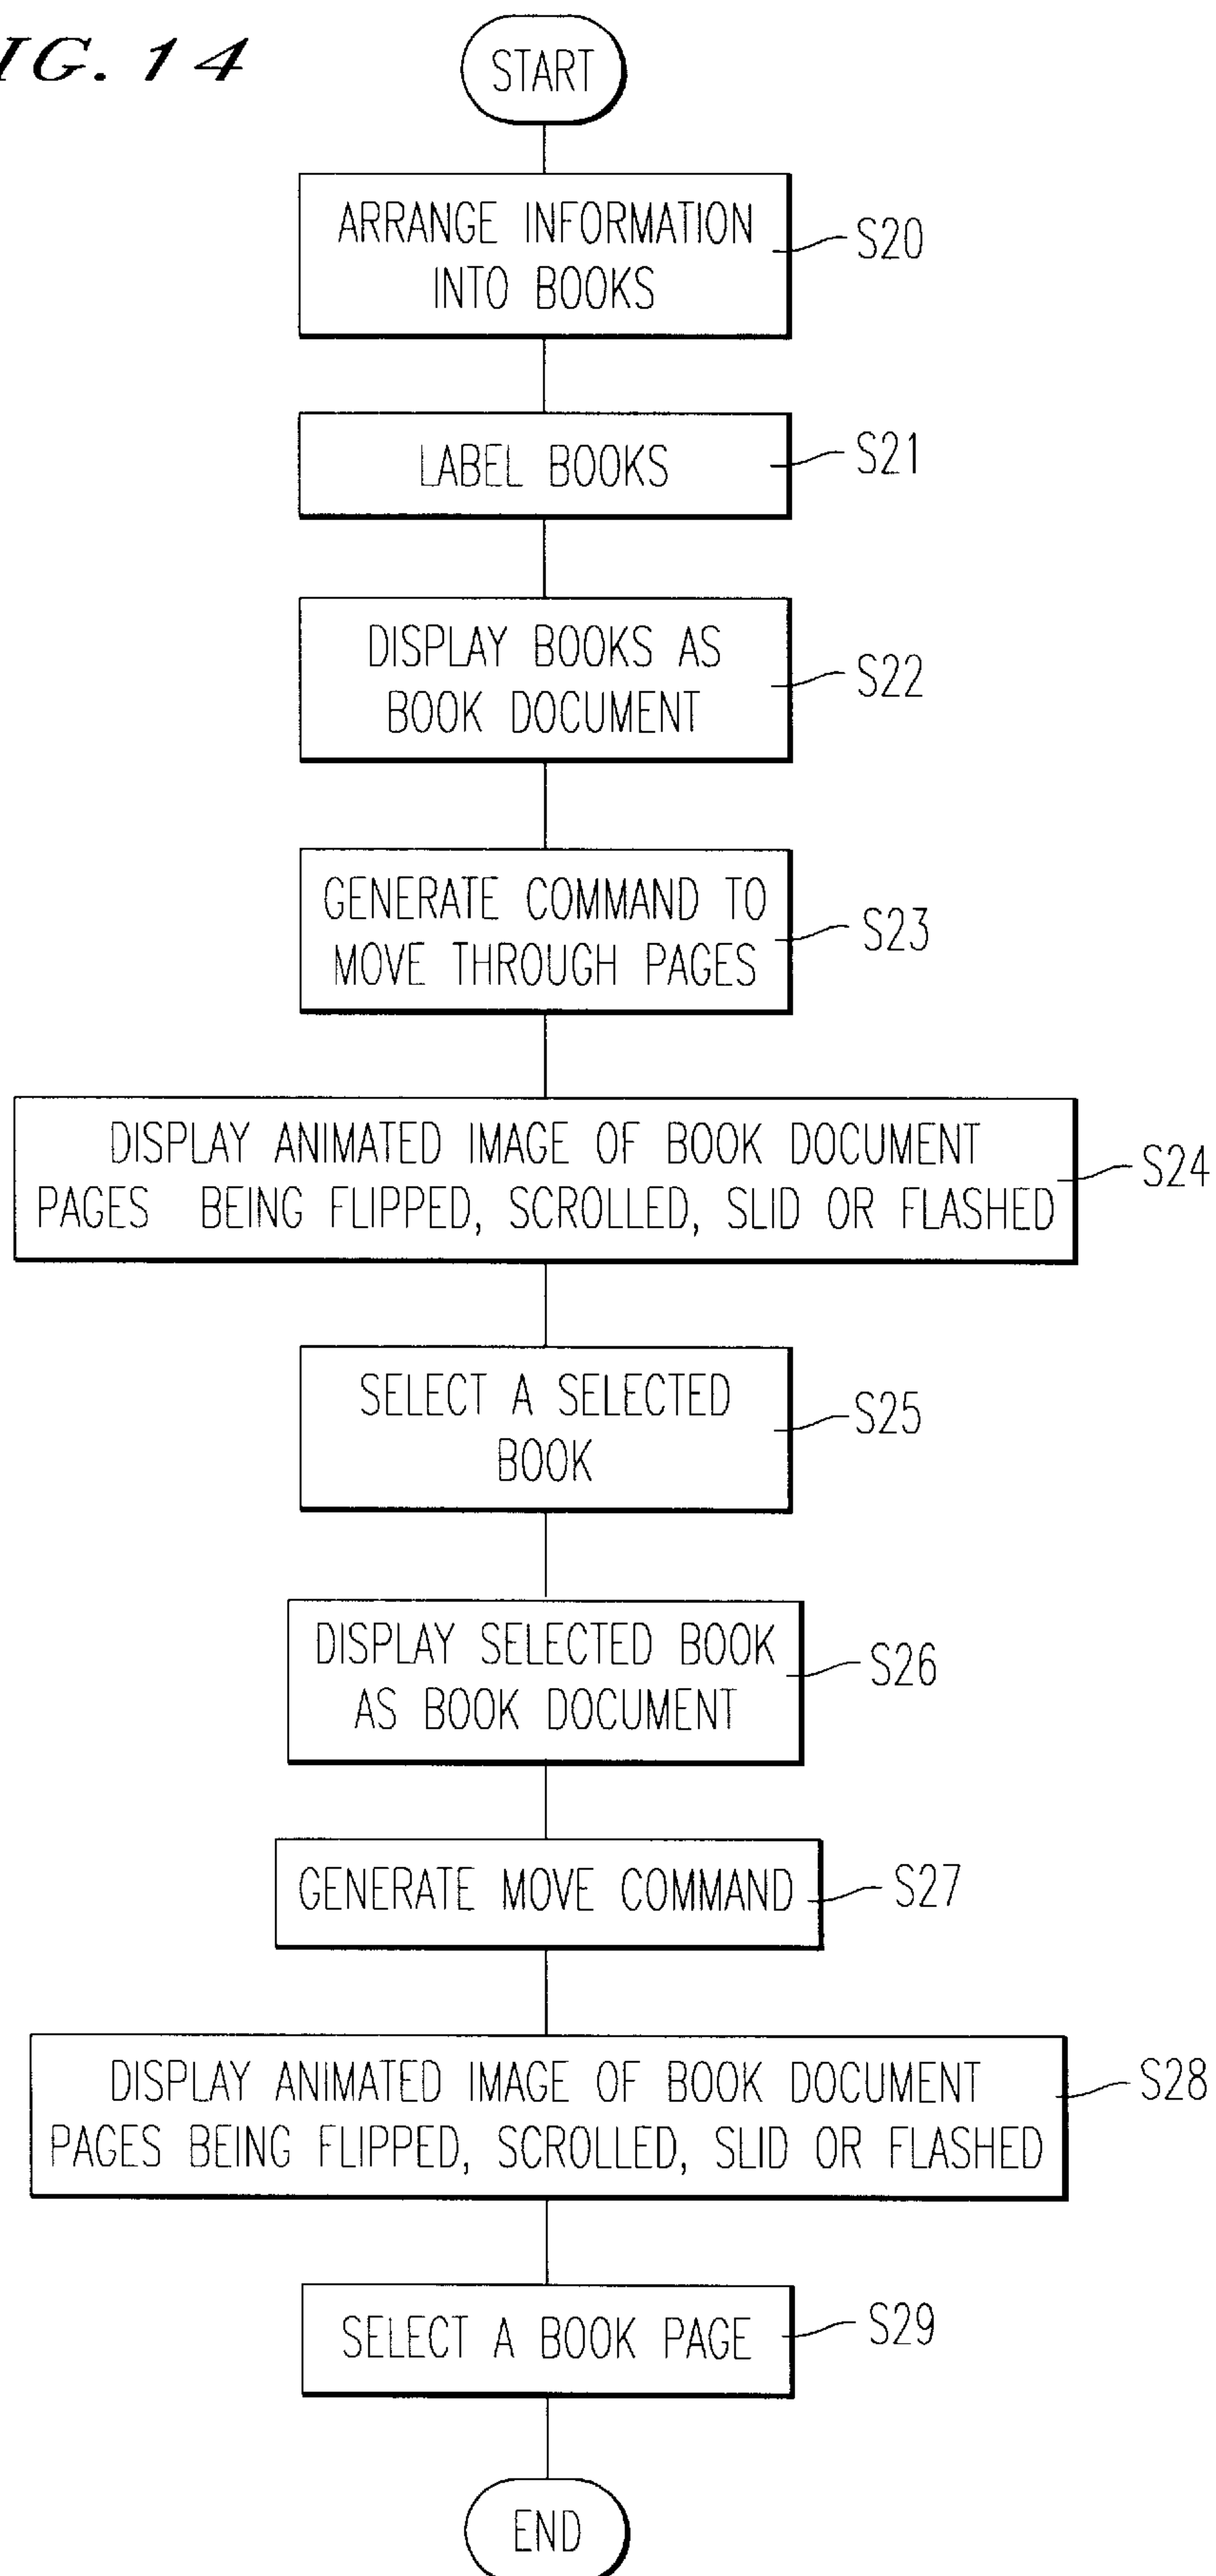 IG. 14
START
ARRANGE INFORMATION
INTO BOOKS
S20
LABEL BOOKS
S21
DISPLAY BOOKS AS
BOOK DOCUMENT
S22
GENERATE COMMAND TO
MOVE THROUGH PAGES
S23
DISPLAY ANIMATED IMAGE OF BOOK DOCUMENT
PAGES BEING FLIPPED, SCROLLED, SLID OR FLASHED
S24
SELECT A SELECTED
BOOK
S25
DISPLAY SELECTED BOOK
AS BOOK DOCUMENT
S26
GENERATE MOVE COMMAND
S27
DISPLAY ANIMATED IMAGE OF BOOK DOCUMENT
PAGES BEING FLIPPED, SCROLLED, SLID OR FLASHED
S28
SELECT A BOOK PAGE
S29
END